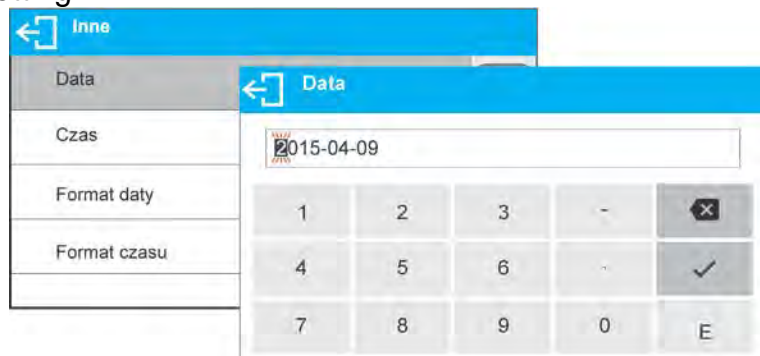 Inne
Data
Czas
Format daty
Format czasu
Data
2015-04-09
1 2 3 -
4 5 6 .
7 8 9 0 E